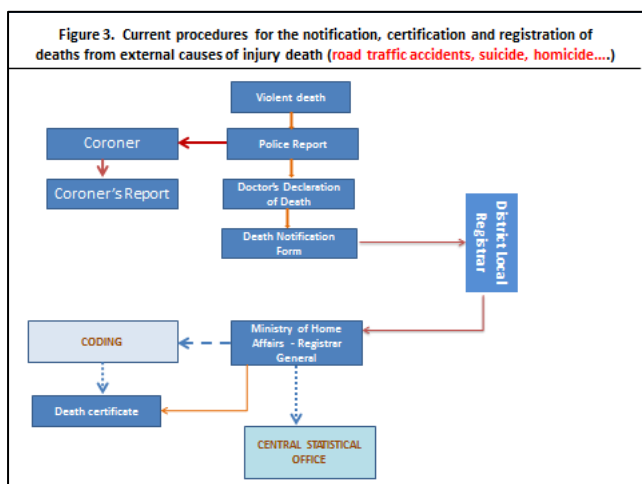 Figure 3.  Current procedures for the notification, certification and registration of
deaths from external causes of injury death (road traffic accidents, suicide, homicide....)
Violent death
Coroner
Police Report
Coroner's Report
Doctor's Declaration
of Death
Death Notification
Form
District Local
Registrar
CODING
Ministry of Home
Affairs - Registrar
General
Death certificate
CENTRAL STATISTICAL
OFFICE